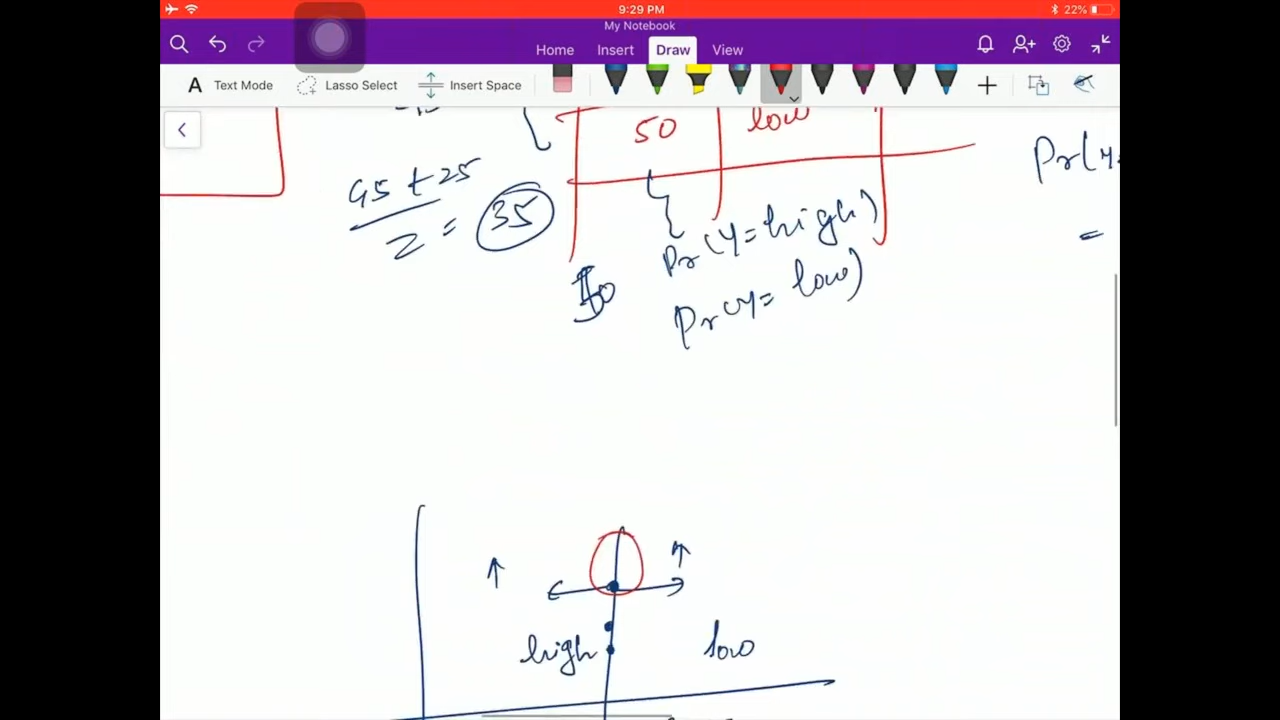 9:29 PM
22%
My Notebook
Home Insert Draw View
A Text Mode Lasso Select Insert Space
50 low
45 + 25
2 = 35
Pr(y=
=
Pr(y=high)
Pr(y= low)
high low